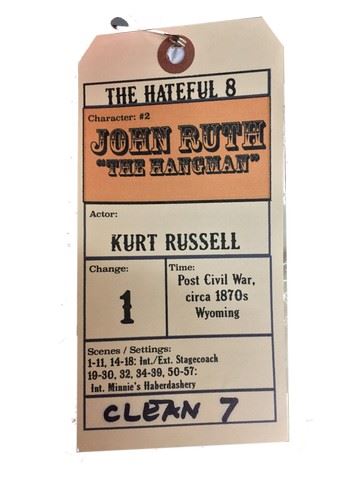 THE HATEFUL 8
Character: #2
JOHN RUTH
"THE HANGMAN"
Actor:
KURT RUSSELL
Change:
1
Time:
Post Civil War,
circa 1870s
Wyoming
Scenes / Settings:
1-11, 14-18: Int./Ext. Stagecoach
19-30, 32, 34-39, 50-57:
Int. Minnie's Haberdashery
CLEAN 7